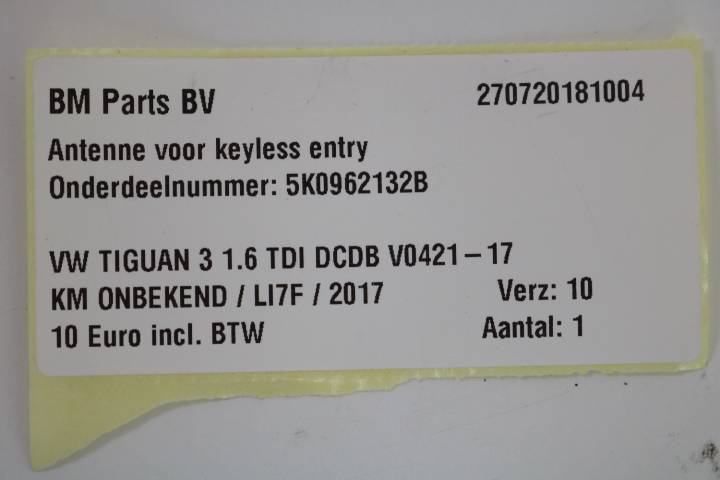 BM Parts BV 270720181004
Antenne voor keyless entry
Onderdeelnummer: 5K0962132B
VW TIGUAN 3 1.6 TDI DCDB V0421-17
KM ONBEKEND / LI7F / 2017 Verz: 10
10 Euro incl. BTW Aantal: 1